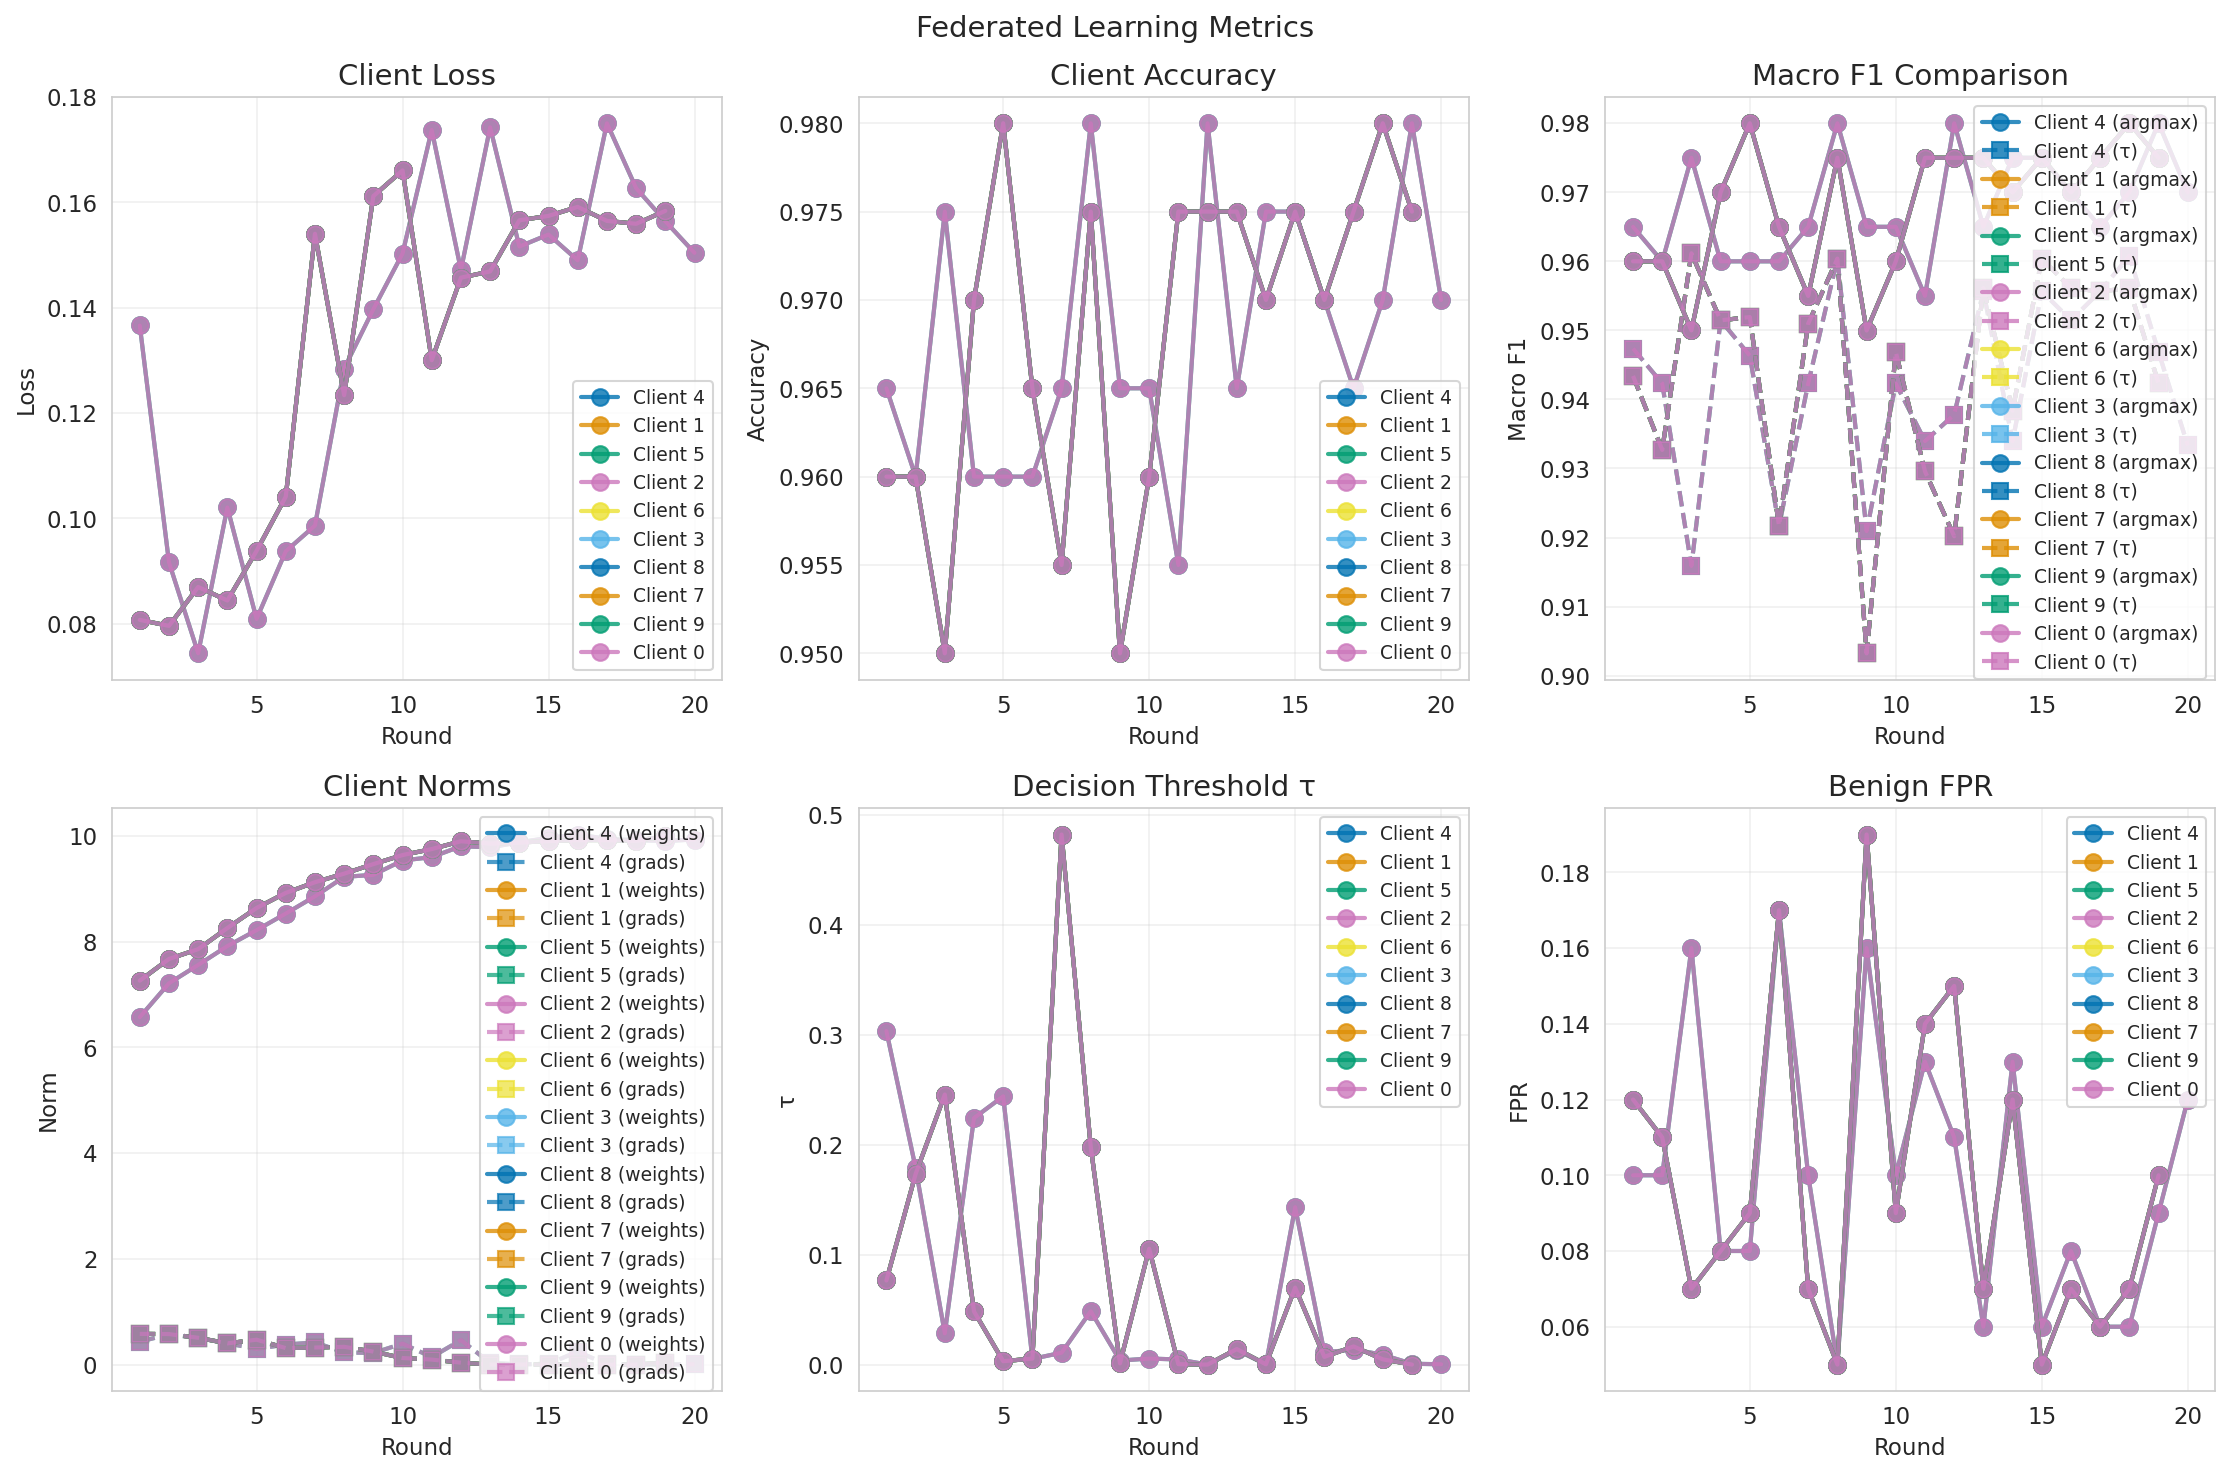 Federated Learning Metrics
Client Loss
0.18
0.16
0.14
0.12
0.10
0.08
Loss
5
10
15
20
Round
Client 4
Client 1
Client 5
Client 2
Client 6
Client 3
Client 8
Client 7
Client 9
Client 0
Client Accuracy
0.980
0.975
0.970
0.965
0.960
0.955
0.950
Accuracy
5
10
15
20
Round
Client 4
Client 1
Client 5
Client 2
Client 6
Client 3
Client 8
Client 7
Client 9
Client 0
Macro F1 Comparison
0.98
0.97
0.96
0.95
0.94
0.93
0.92
0.91
0.90
Macro F1
5
10
15
20
Round
Client 4 (argmax)
Client 4 (τ)
Client 1 (argmax)
Client 1 (τ)
Client 5 (argmax)
Client 5 (τ)
Client 2 (argmax)
Client 2 (τ)
Client 6 (argmax)
Client 6 (τ)
Client 3 (argmax)
Client 3 (τ)
Client 8 (argmax)
Client 8 (τ)
Client 7 (argmax)
Client 7 (τ)
Client 9 (argmax)
Client 9 (τ)
Client 0 (argmax)
Client 0 (τ)
Client Norms
10
8
6
4
2
0
Norm
5
10
15
20
Round
Client 4 (weights)
Client 4 (grads)
Client 1 (weights)
Client 1 (grads)
Client 5 (weights)
Client 5 (grads)
Client 2 (weights)
Client 2 (grads)
Client 6 (weights)
Client 6 (grads)
Client 3 (weights)
Client 3 (grads)
Client 8 (weights)
Client 8 (grads)
Client 7 (weights)
Client 7 (grads)
Client 9 (weights)
Client 9 (grads)
Client 0 (weights)
Client 0 (grads)
Decision Threshold τ
0.5
0.4
0.3
0.2
0.1
0.0
τ
5
10
15
20
Round
Client 4
Client 1
Client 5
Client 2
Client 6
Client 3
Client 8
Client 7
Client 9
Client 0
Benign FPR
0.18
0.16
0.14
0.12
0.10
0.08
0.06
FPR
5
10
15
20
Round
Client 4
Client 1
Client 5
Client 2
Client 6
Client 3
Client 8
Client 7
Client 9
Client 0